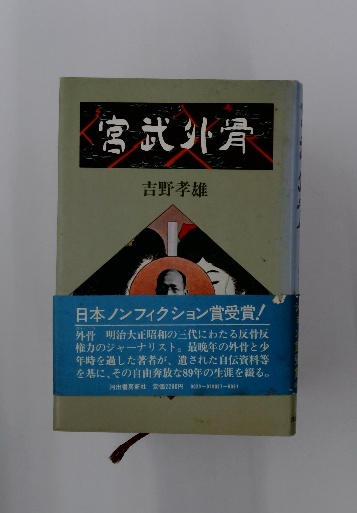 宮武外骨
吉野孝雄
日本ノンフィクション賞受賞!
外骨 明治大正昭和の三代にわたる反骨反
権力のジャーナリスト。最晩年の外骨と少
年時を過した著者が、遺された自伝資料等
を基に、その自由奔放な89年の生涯を綴る。
河出書房新社 定価2200円